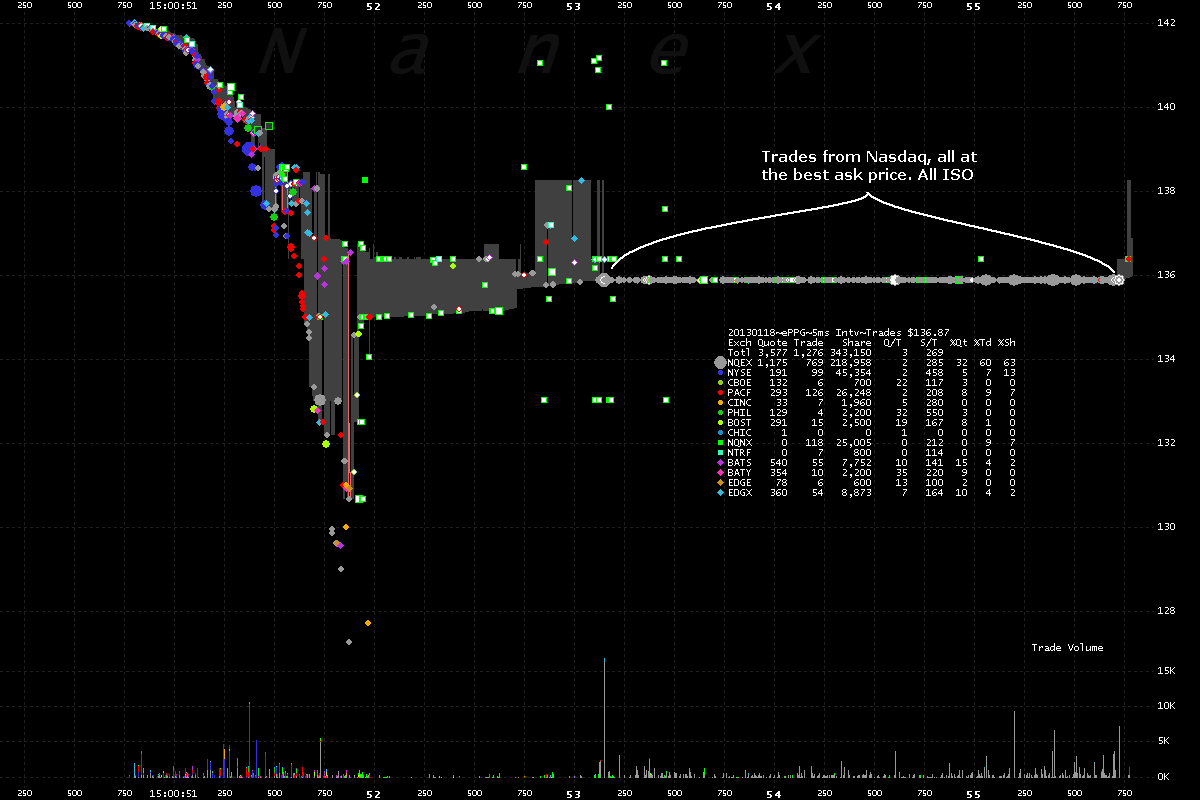 250 500 750 15:00:51 250 500 750 52 250 500 750 53 250 500 750 54 250 500 750 55 250 500 750
142
Nanex
140
Trades from Nasdaq, all at
the best ask price. All ISO
138
136
20130118~ePPG~5ms Intv~Trades $136.87
Exch Quote Trade Share Q/T S/T %Qt %Td %Sh
Totl 3,577 1,276 343,150 3 269
134
NQEX 1,175 769 218,958 2 285 32 60 63
NYSE 191 99 45,354 2 458 5 7 13
CBOE 132 6 700 22 117 3 0 0
PACF 293 126 26,248 2 208 8 9 7
CINC 33 7 1,960 5 280 0 0 0
PHIL 129 4 2,200 32 550 3 0 0
BOST 291 15 2,500 19 167 8 1 0
CHIC 1 0 0 1 0 0 0 0
132
NQNX 0 118 25,005 0 212 0 9 7
NTRF 0 7 800 0 114 0 0 0
BATS 540 55 7,752 10 141 15 4 2
BATY 354 10 2,200 35 220 9 0 0
EDGE 78 6 600 13 100 2 0 0
EDGX 360 54 8,873 7 164 10 4 2
130
128
Trade Volume
15K
10K
5K
0K
250 500 750 15:00:51 250 500 750 52 250 500 750 53 250 500 750 54 250 500 750 55 250 500 750